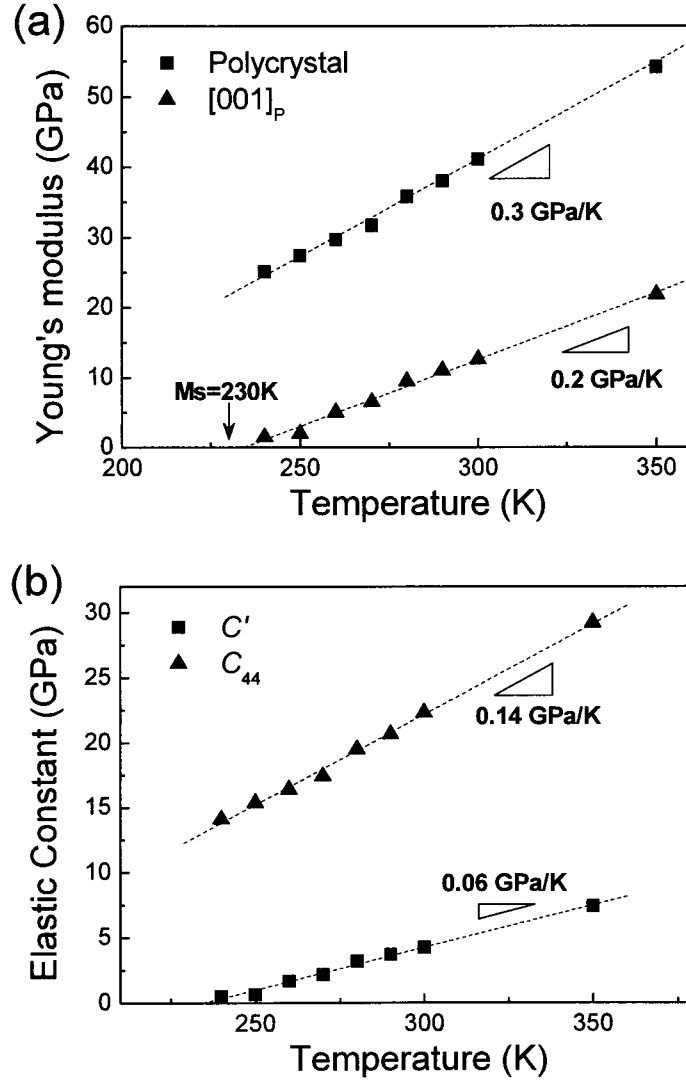 (a)
60
50
40
30
20
10
0
Young's modulus (GPa)
Polycrystal
[001]P
0.3 GPa/K
0.2 GPa/K
Ms=230K
200
250
300
350
Temperature (K)
(b)
30
25
20
15
10
5
0
Elastic Constant (GPa)
C'
C44
0.14 GPa/K
0.06 GPa/K
250
300
350
Temperature (K)